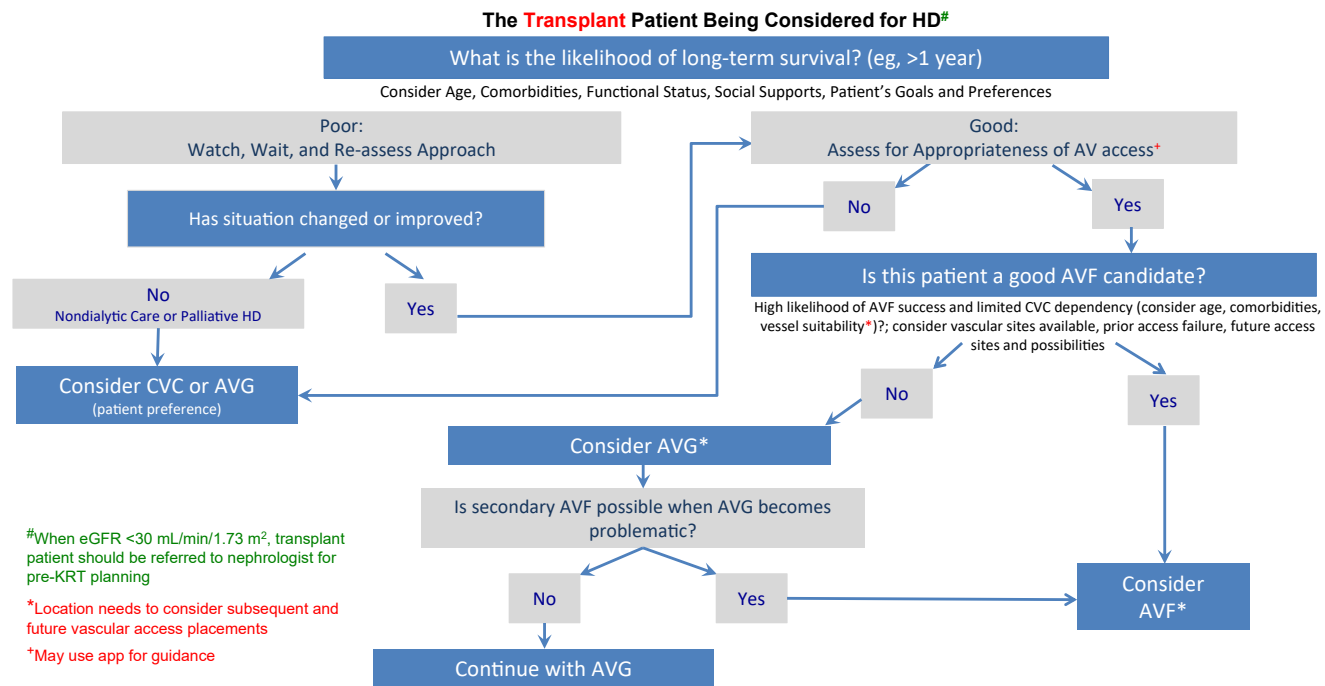 The Transplant Patient Being Considered for HD#
What is the likelihood of long-term survival? (eg, >1 year)
Consider Age, Comorbidities, Functional Status, Social Supports, Patient's Goals and Preferences
Poor:
Watch, Wait, and Re-assess Approach
Good:
Assess for Appropriateness of AV access+
Has situation changed or improved?
No
Yes
Is this patient a good AVF candidate?
No
Nondialytic Care or Palliative HD
Yes
High likelihood of AVF success and limited CVC dependency (consider age, comorbidities,
vessel suitability*)?; consider vascular sites available, prior access failure, future access
sites and possibilities
Consider CVC or AVG
(patient preference)
No
Yes
Consider AVG*
Is secondary AVF possible when AVG becomes
problematic?
No
Yes
Consider
AVF*
Continue with AVG
#When eGFR <30 mL/min/1.73 m², transplant
patient should be referred to nephrologist for
pre-KRT planning
*Location needs to consider subsequent and
future vascular access placements
+May use app for guidance